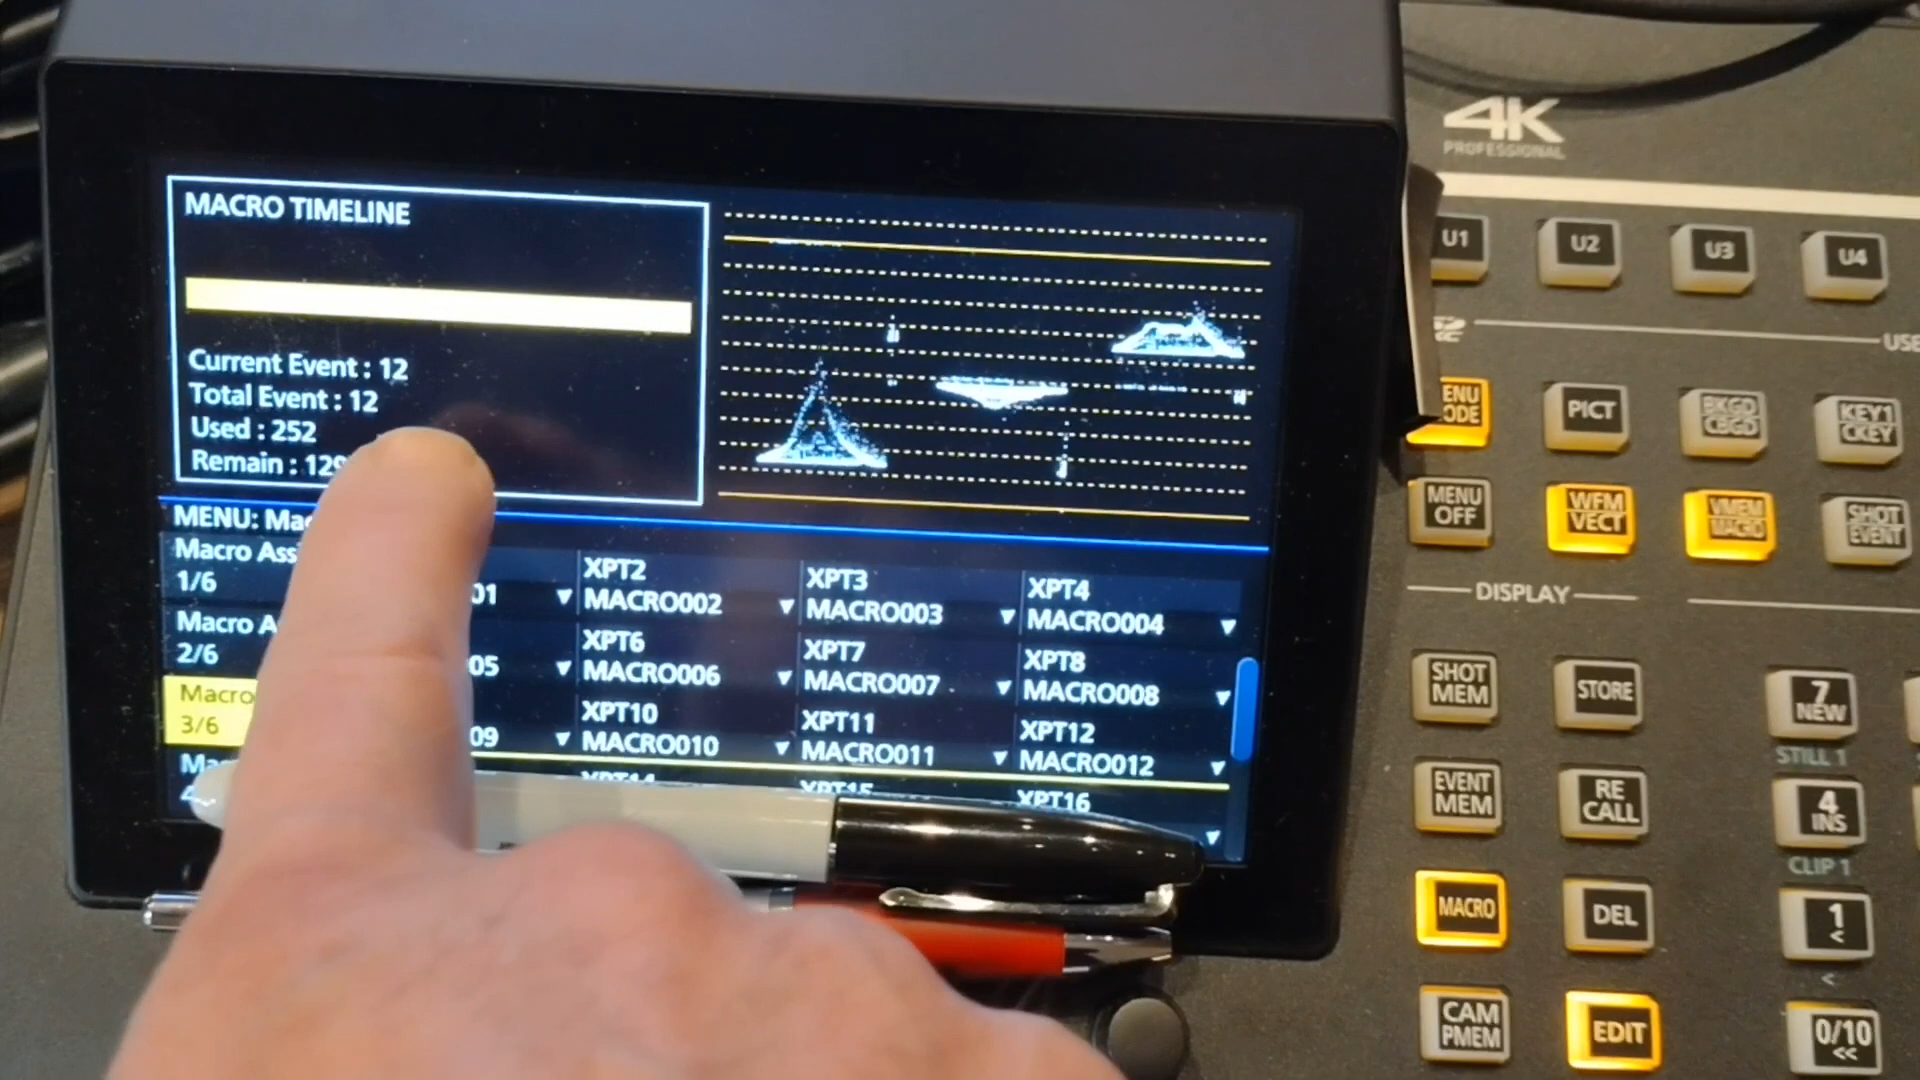 4K
PROFESSIONAL
MACRO TIMELINE
Current Event : 12
Total Event : 12
Used : 252
Remain :
MENU:
Macro
1/6
XPT2
XPT3
XPT4
MACRO002
MACRO003
MACRO004
Macro
2/6
XPT6
XPT7
XPT8
MACRO006
MACRO007
MACRO008
Macro
3/6
XPT10
XPT11
XPT12
MACRO010
MACRO011
MACRO012
XPT14
XPT15
XPT16
U1
U2
U3
U4
PICT
BKGD
CBGD
KEY1
CKEY
MENU
OFF
WFM
VECT
VMEM
MACRO
SHOT
EVENT
DISPLAY
SHOT
MEM
STORE
7
NEW
STILL 1
EVENT
MEM
RE
CALL
4
INS
CLIP 1
MACRO
DEL
1
<
<
CAM
PMEM
EDIT
0/10
<<